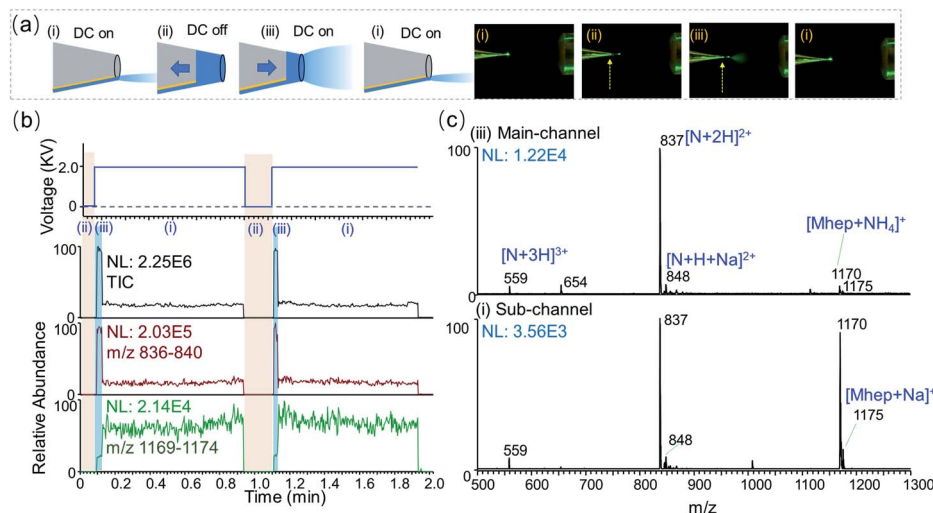 (a)
(i) DC on
(ii) DC off
(iii) DC on
(i) DC on
(i)
(ii)
(iii)
(i)
(b)
Voltage (KV)
2.0
0
(ii) (iii) (i) (ii) (iii) (i)
Relative Abundance
100
NL: 2.25E6
TIC
0
100
NL: 2.03E5
m/z 836-840
0
100
NL: 2.14E4
m/z 1169-1174
0
0 0.2 0.4 0.6 0.8 1.0 1.2 1.4 1.6 1.8 2.0
Time (min)
(c)
(iii) Main-channel
NL: 1.22E4
100
0
837 [N+2H]²⁺
[N+3H]³⁺
559
654
[N+H+Na]²⁺
848
[Mhep+NH₄]⁺
1170
1175
(i) Sub-channel
NL: 3.56E3
100
0
837
1170
[Mhep+Na]⁺
1175
559
848
500 600 700 800 900 1000 1100 1200 1300
m/z